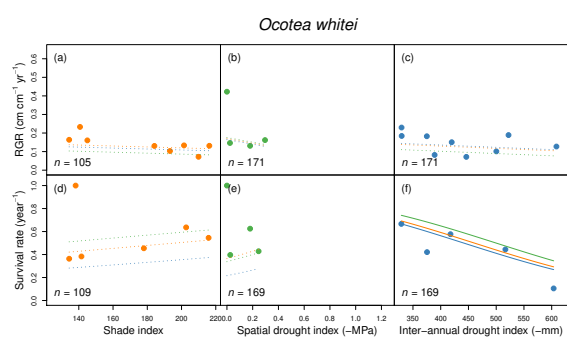 Ocotea whitei
(a)
(b)
(c)
RGR (cm cm⁻¹ yr⁻¹)
0.0 0.1 0.2 0.3 0.4 0.5 0.6
n = 105
n = 171
n = 171
(d)
(e)
(f)
Survival rate (year⁻¹)
0.0 0.2 0.4 0.6 0.8 1.0
n = 109
n = 169
n = 169
140 160 180 200 220
0.0 0.2 0.4 0.6 0.8 1.0 1.2
350 400 450 500 550 600
Shade index
Spatial drought index (−MPa)
Inter−annual drought index (−mm)